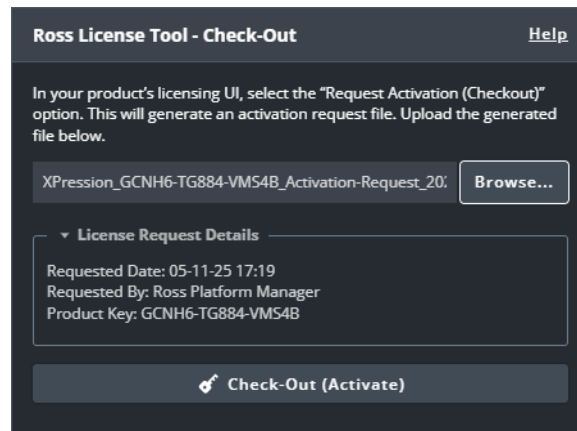 Ross License Tool - Check-Out
Help
In your product's licensing UI, select the "Request Activation (Checkout)"
option. This will generate an activation request file. Upload the generated
file below.
XPression_GCNH6-TG884-VMS4B_Activation-Request_202
Browse...
License Request Details
Requested Date: 05-11-25 17:19
Requested By: Ross Platform Manager
Product Key: GCNH6-TG884-VMS4B
Check-Out (Activate)